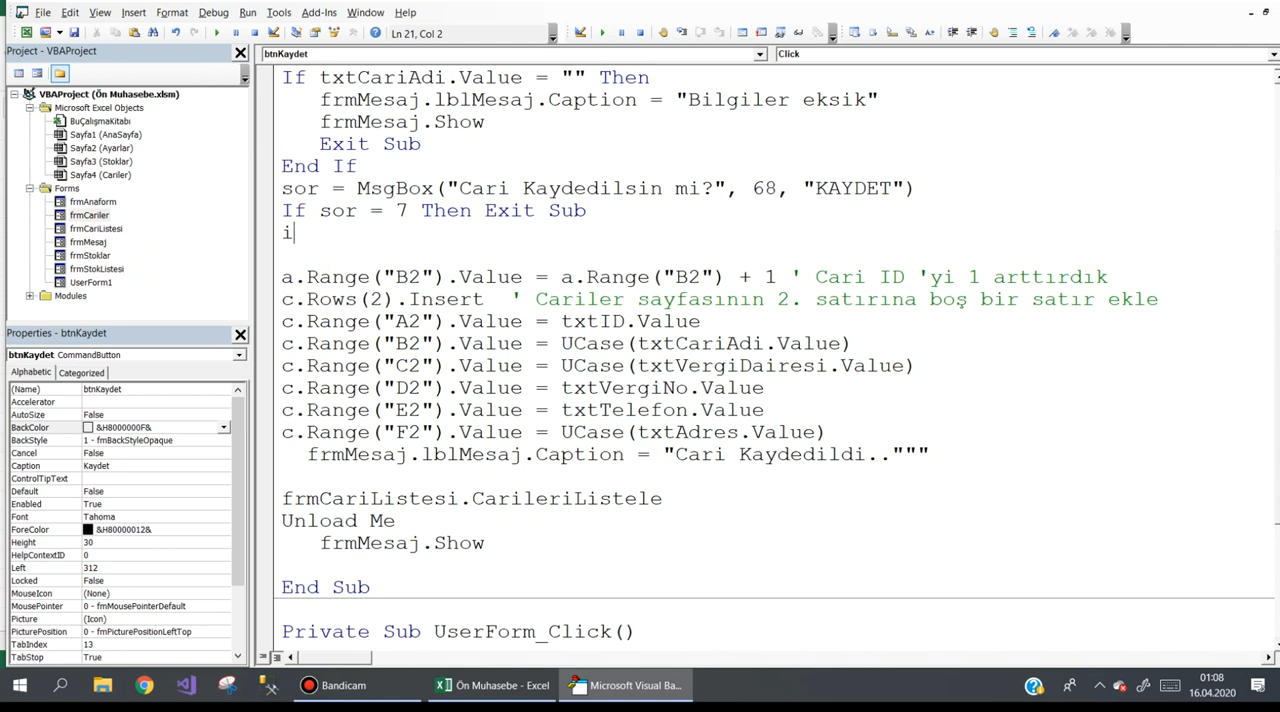 File Edit View Insert Format Debug Run Tools Add-Ins Window Help
Ln 21, Col 2
Project - VBAProject
btnKaydet Click
VBAProject (Ön Muhasebe.xlsm)
Microsoft Excel Objects
BuÇalışmaKitabı
Sayfa1 (AnaSayfa)
Sayfa2 (Ayarlar)
Sayfa3 (Stoklar)
Sayfa4 (Cariler)
Forms
frmAnaform
frmCariler
frmCariListesi
frmMesaj
frmStoklar
frmStokListesi
UserForm1
Modules
Properties - btnKaydet
btnKaydet CommandButton
Alphabetic Categorized
(Name) btnKaydet
Accelerator
AutoSize False
BackColor &H8000000F&
BackStyle 1 - fmBackStyleOpaque
Cancel False
Caption Kaydet
ControlTipText
Default False
Enabled True
Font Tahoma
ForeColor &H80000012&
Height 30
HelpContextID 0
Left 312
Locked False
MouseIcon (None)
MousePointer 0 - fmMousePointerDefault
Picture (Icon)
PicturePosition 0 - fmPicturePositionLeftTop
TabIndex 13
TabStop True
If txtCariAdi.Value = "" Then
frmMesaj.lblMesaj.Caption = "Bilgiler eksik"
frmMesaj.Show
Exit Sub
End If
sor = MsgBox("Cari Kaydedilsin mi?", 68, "KAYDET")
If sor = 7 Then Exit Sub
i
a.Range("B2").Value = a.Range("B2") + 1 ' Cari ID 'yi 1 arttırdık
c.Rows(2).Insert ' Cariler sayfasının 2. satırına boş bir satır ekle
c.Range("A2").Value = txtID.Value
c.Range("B2").Value = UCase(txtCariAdi.Value)
c.Range("C2").Value = UCase(txtVergiDairesi.Value)
c.Range("D2").Value = txtVergiNo.Value
c.Range("E2").Value = txtTelefon.Value
c.Range("F2").Value = UCase(txtAdres.Value)
frmMesaj.lblMesaj.Caption = "Cari Kaydedildi.."""
frmCariListesi.CarileriListele
Unload Me
frmMesaj.Show
End Sub
Private Sub UserForm_Click()
Bandicam
Ön Muhasebe - Excel
Microsoft Visual Ba...
01:08
16.04.2020